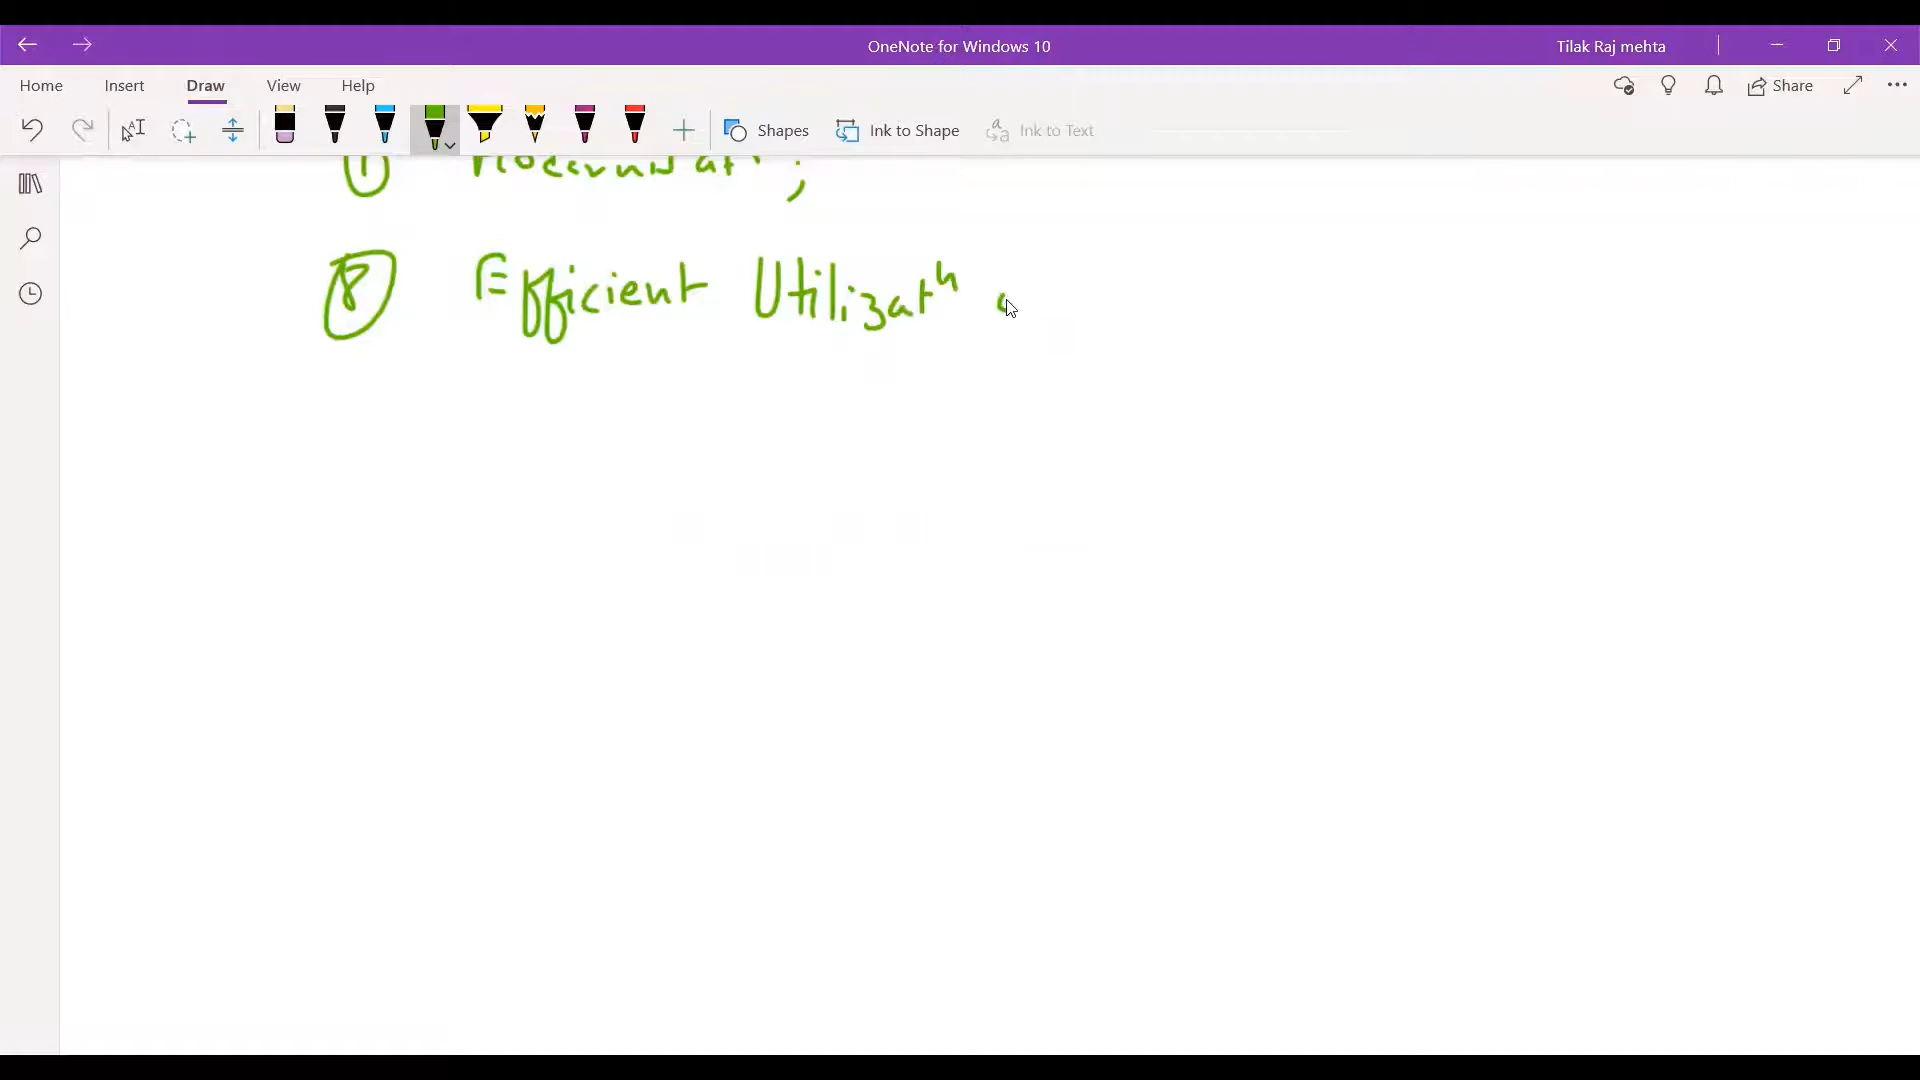 OneNote for Windows 10
Tilak Raj mehta
Home Insert Draw View Help
Share
Shapes
Ink to Shape
Ink to Text
8 Efficient Utilizatn